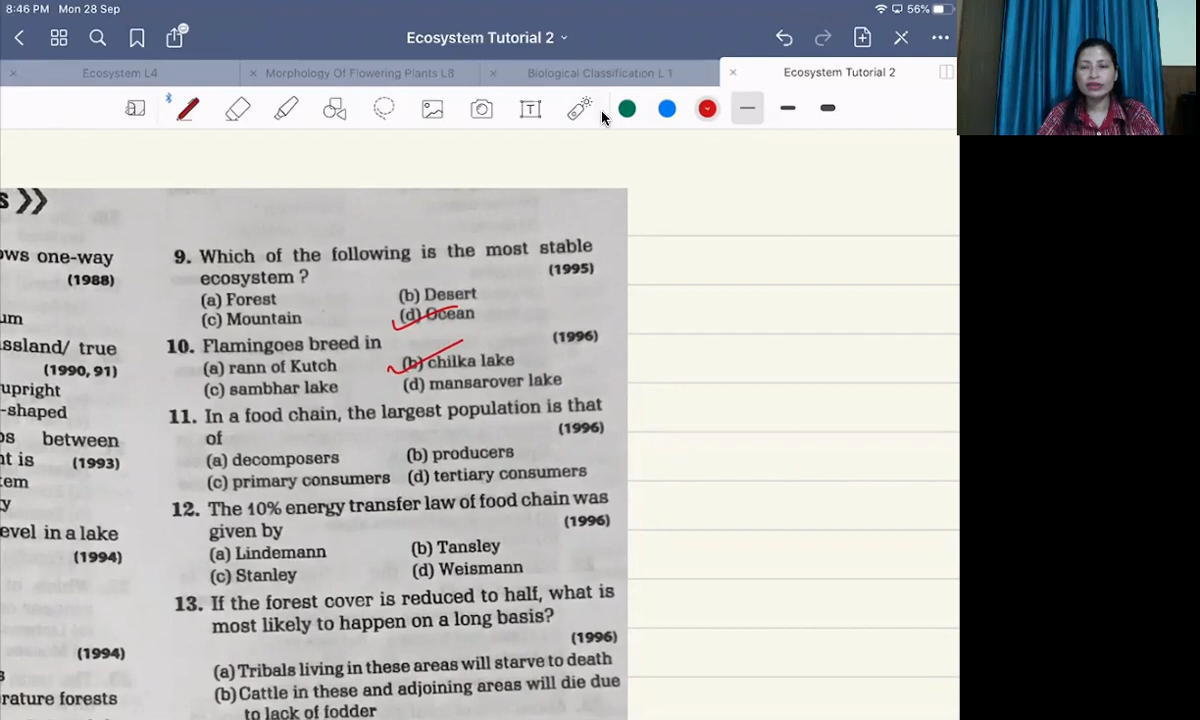 8:46 PM Mon 28 Sep
56%
Ecosystem Tutorial 2
Ecosystem L4
Morphology Of Flowering Plants L8
Biological Classification L 1
Ecosystem Tutorial 2
s
ows one-way
(1988)
um
ssland/ true
(1990, 91)
upright
-shaped
os between
nt is (1993)
tem
y
evel in a lake
(1994)
(1994)
s
rature forests
9. Which of the following is the most stable
ecosystem ? (1995)
(a) Forest (b) Desert
(c) Mountain (d) Ocean
10. Flamingoes breed in (1996)
(a) rann of Kutch (b) chilka lake
(c) sambhar lake (d) mansarover lake
11. In a food chain, the largest population is that
of (1996)
(a) decomposers (b) producers
(c) primary consumers (d) tertiary consumers
12. The 10% energy transfer law of food chain was
given by (1996)
(a) Lindemann (b) Tansley
(c) Stanley (d) Weismann
13. If the forest cover is reduced to half, what is
most likely to happen on a long basis?
(1996)
(a) Tribals living in these areas will starve to death
(b) Cattle in these and adjoining areas will die due
to lack of fodder